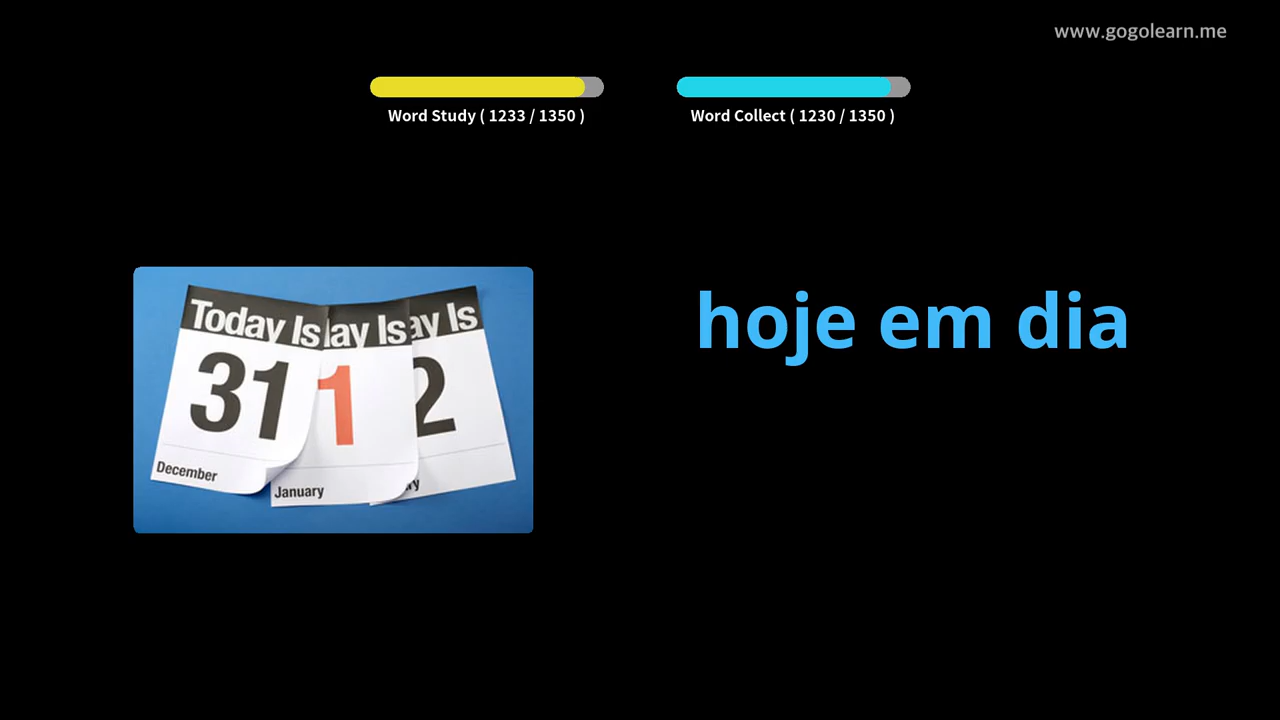 www.gogolearn.me
Word Study ( 1233 / 1350 )
Word Collect ( 1230 / 1350 )
hoje em dia
Today Is
31
December
ay Is
1
January
ay Is
2
ry